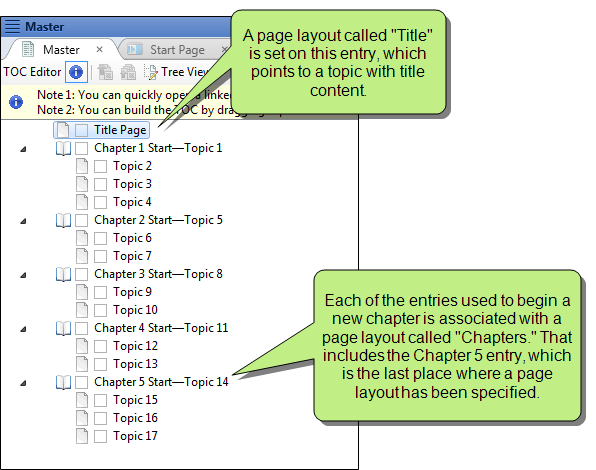 Master
Master ×
Start Page ×
TOC Editor
Tree View
Note 1: You can quickly open a linke
Note 2: You can build the TOC by dragging
Title Page
Chapter 1 Start—Topic 1
Topic 2
Topic 3
Topic 4
Chapter 2 Start—Topic 5
Topic 6
Topic 7
Chapter 3 Start—Topic 8
Topic 9
Topic 10
Chapter 4 Start—Topic 11
Topic 12
Topic 13
Chapter 5 Start—Topic 14
Topic 15
Topic 16
Topic 17
A page layout called "Title"
is set on this entry, which
points to a topic with title
content.
Each of the entries used to begin a
new chapter is associated with a
page layout called "Chapters." That
includes the Chapter 5 entry, which
is the last place where a page
layout has been specified.